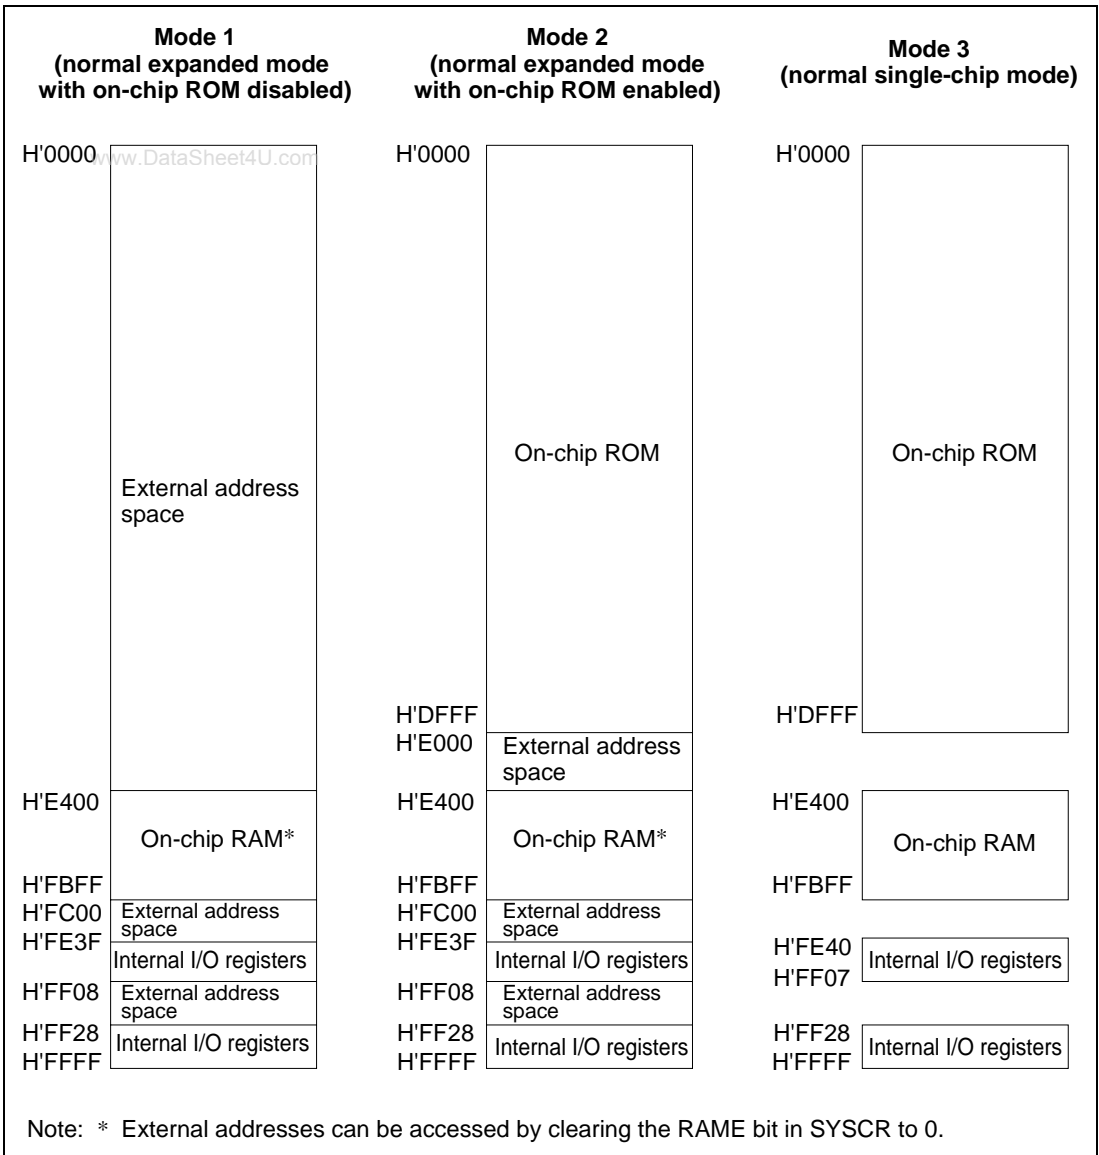 Mode 1
(normal expanded mode
with on-chip ROM disabled)
H'0000
www.DataSheet4U.com
External address
space
H'E400
On-chip RAM*
H'FBFF
H'FC00
External address
space
H'FE3F
Internal I/O registers
H'FF08
External address
space
H'FF28
Internal I/O registers
H'FFFF
Mode 2
(normal expanded mode
with on-chip ROM enabled)
H'0000
On-chip ROM
H'DFFF
H'E000
External address
space
H'E400
On-chip RAM*
H'FBFF
H'FC00
External address
space
H'FE3F
Internal I/O registers
H'FF08
External address
space
H'FF28
Internal I/O registers
H'FFFF
Mode 3
(normal single-chip mode)
H'0000
On-chip ROM
H'DFFF
H'E400
On-chip RAM
H'FBFF
H'FE40
Internal I/O registers
H'FF07
H'FF28
Internal I/O registers
H'FFFF
Note: * External addresses can be accessed by clearing the RAME bit in SYSCR to 0.